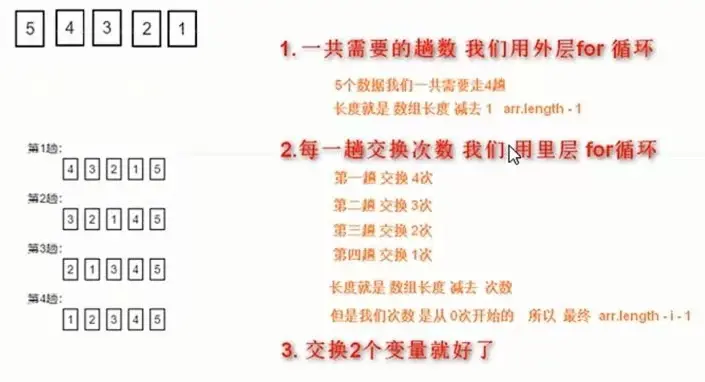 5 4 3 2 1
1. 一共需要的趟数 我们用外层for 循环
5个数据我们一共需要走4趟
长度就是 数组长度 减去 1 arr.length - 1
第1趟:
4 3 2 1 5
第2趟:
3 2 1 4 5
第3趟:
2 1 3 4 5
第4趟:
1 2 3 4 5
2.每一趟交换次数 我们 用里层 for循环
第一趟 交换 4次
第二趟 交换 3次
第三趟 交换 2次
第四趟 交换 1次
长度就是 数组长度 减去 次数
但是我们次数 是从 0次开始的 所以 最终 arr.length - i - 1
3. 交换2个变量就好了